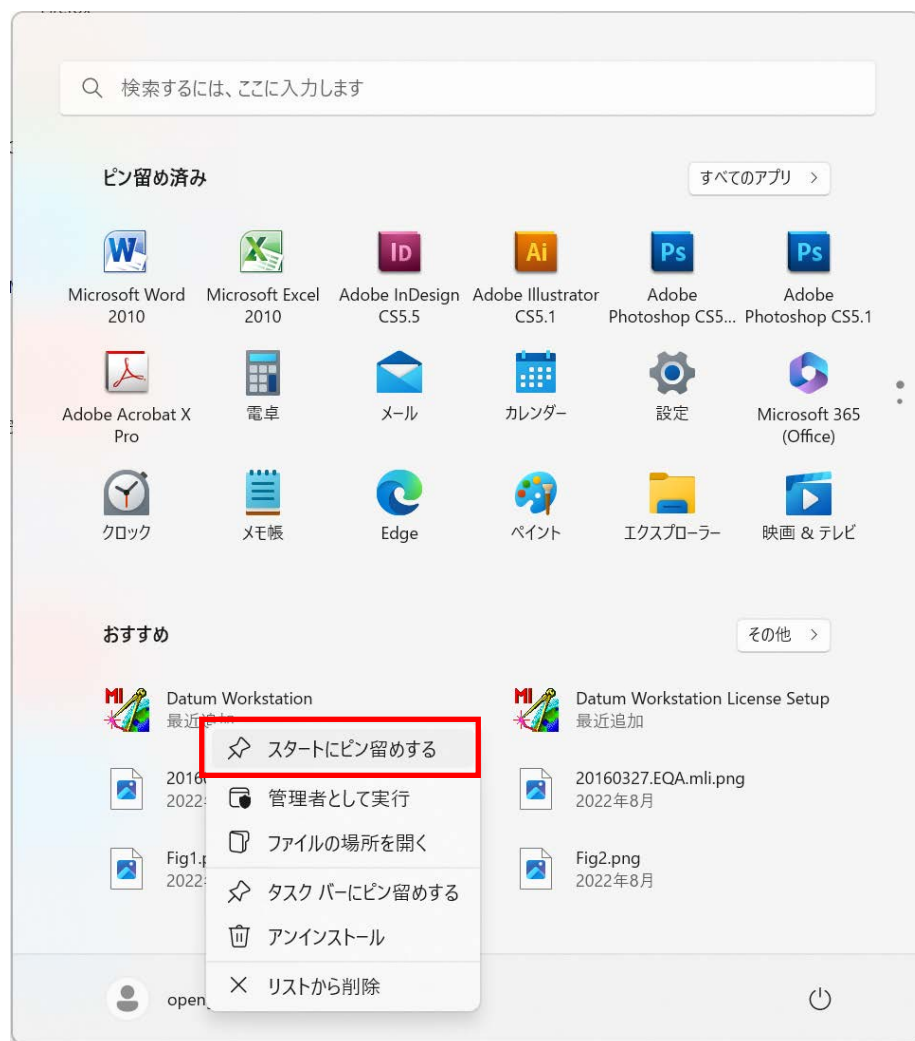 検索するには、ここに入力します
ピン留め済み
すべてのアプリ >
Microsoft Word 2010
Microsoft Excel 2010
Adobe InDesign CS5.5
Adobe Illustrator CS5.1
Adobe Photoshop CS5...
Adobe Photoshop CS5.1
Adobe Acrobat X Pro
電卓
メール
カレンダー
設定
Microsoft 365 (Office)
クロック
メモ帳
Edge
ペイント
エクスプローラー
映画 & テレビ
おすすめ
その他 >
Datum Workstation
最近追加
Datum Workstation License Setup
最近追加
スタートにピン留めする
管理者として実行
ファイルの場所を開く
タスク バーにピン留めする
アンインストール
リストから削除
20160327.EQA.mli.png
2022年8月
Fig2.png
2022年8月